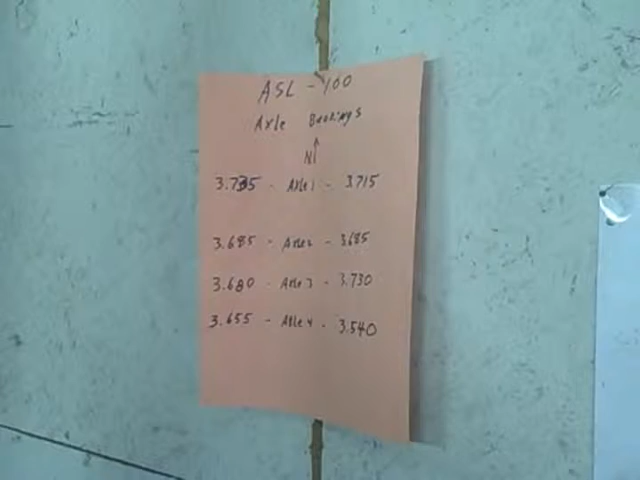 ASL - 100
Axle Bearings
N↑
3.735 - Axle 1 - 3.715
3.685 - Axle 2 - 3.685
3.680 - Axle 3 - 3.730
3.655 - Axle 4 - 3.540